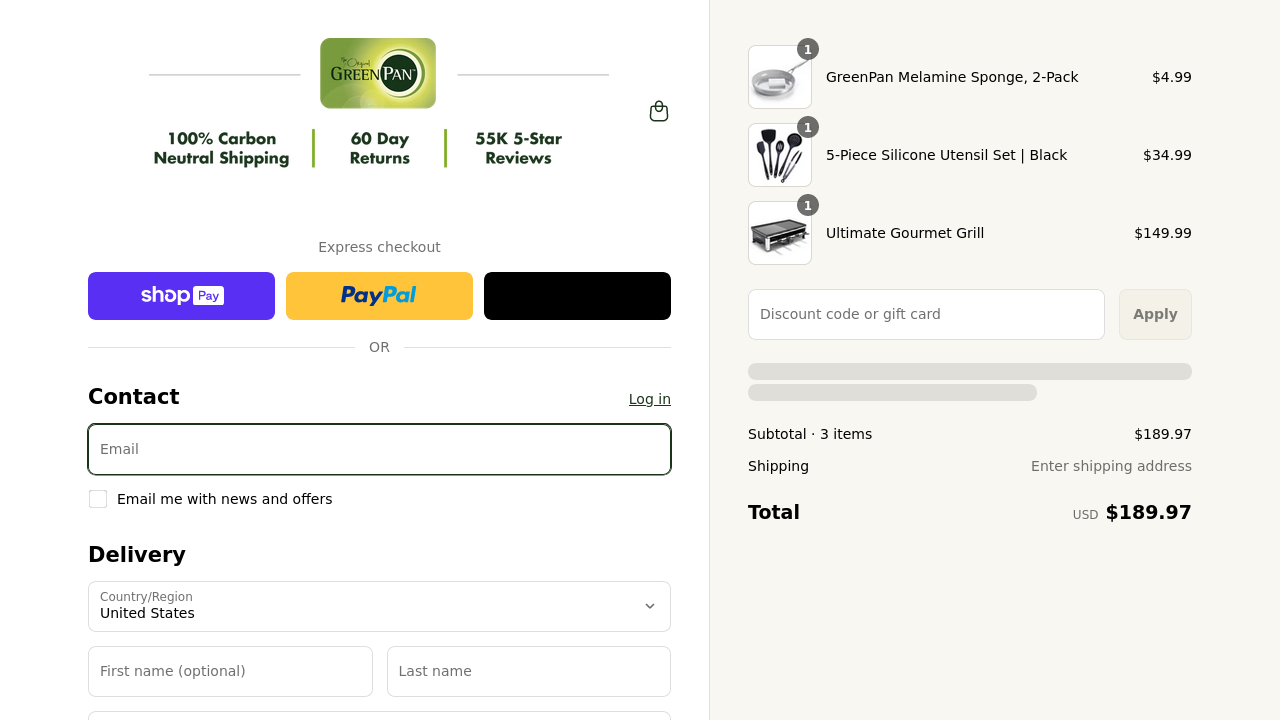 The Original
GREENPAN™
100% Carbon
Neutral Shipping
60 Day
Returns
55K 5-Star
Reviews
Express checkout
shop Pay
PayPal
OR
Contact
Log in
Email
Email me with news and offers
Delivery
Country/Region
United States
First name (optional)
Last name
1
GreenPan Melamine Sponge, 2-Pack
$4.99
1
5-Piece Silicone Utensil Set | Black
$34.99
1
Ultimate Gourmet Grill
$149.99
Discount code or gift card
Apply
Subtotal · 3 items
$189.97
Shipping
Enter shipping address
Total
USD $189.97